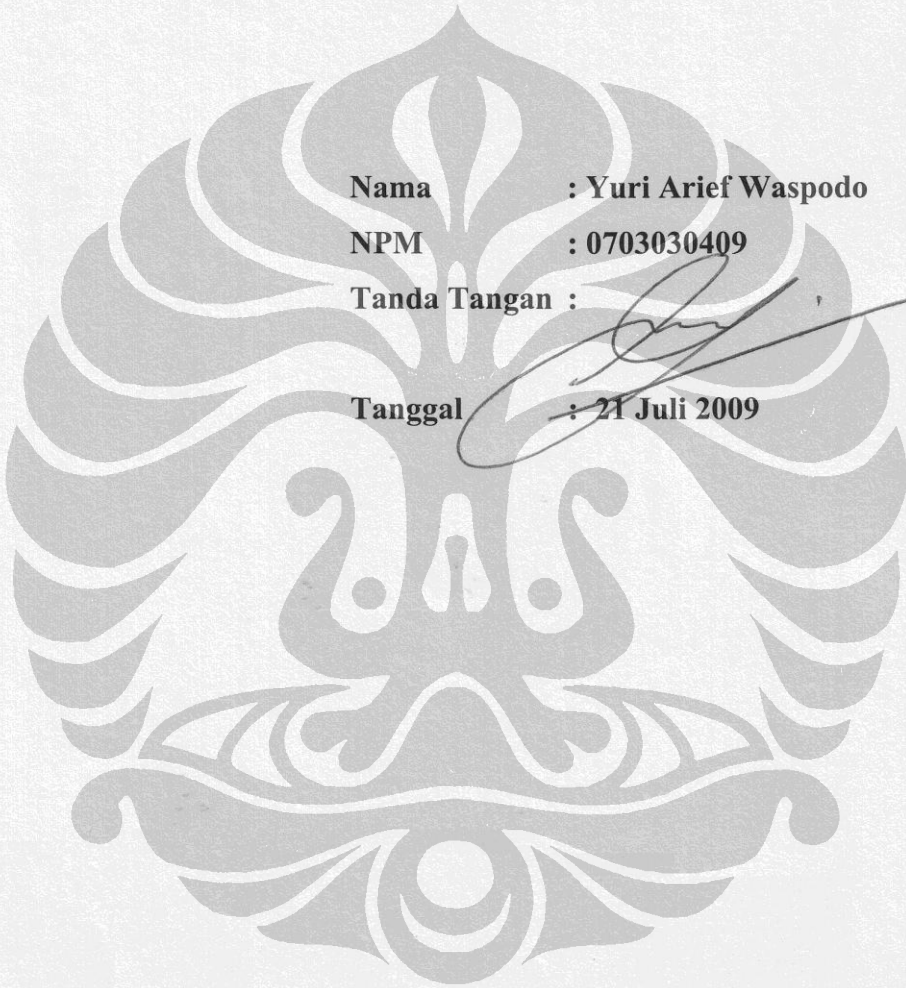 Nama : Yuri Arief Waspodo
NPM : 0703030409
Tanda Tangan :
Tanggal : 21 Juli 2009